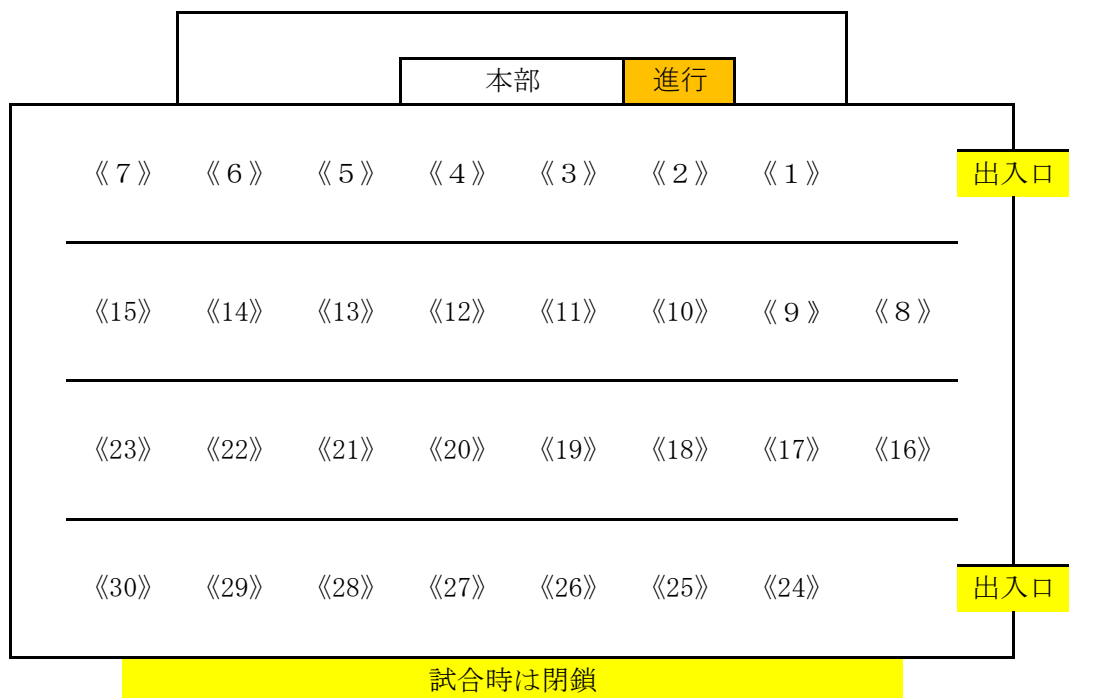 本部 進行
《７》 《６》 《５》 《４》 《３》 《２》 《１》 出入口
《15》 《14》 《13》 《12》 《11》 《10》 《９》 《８》
《23》 《22》 《21》 《20》 《19》 《18》 《17》 《16》
《30》 《29》 《28》 《27》 《26》 《25》 《24》 出入口
試合時は閉鎖